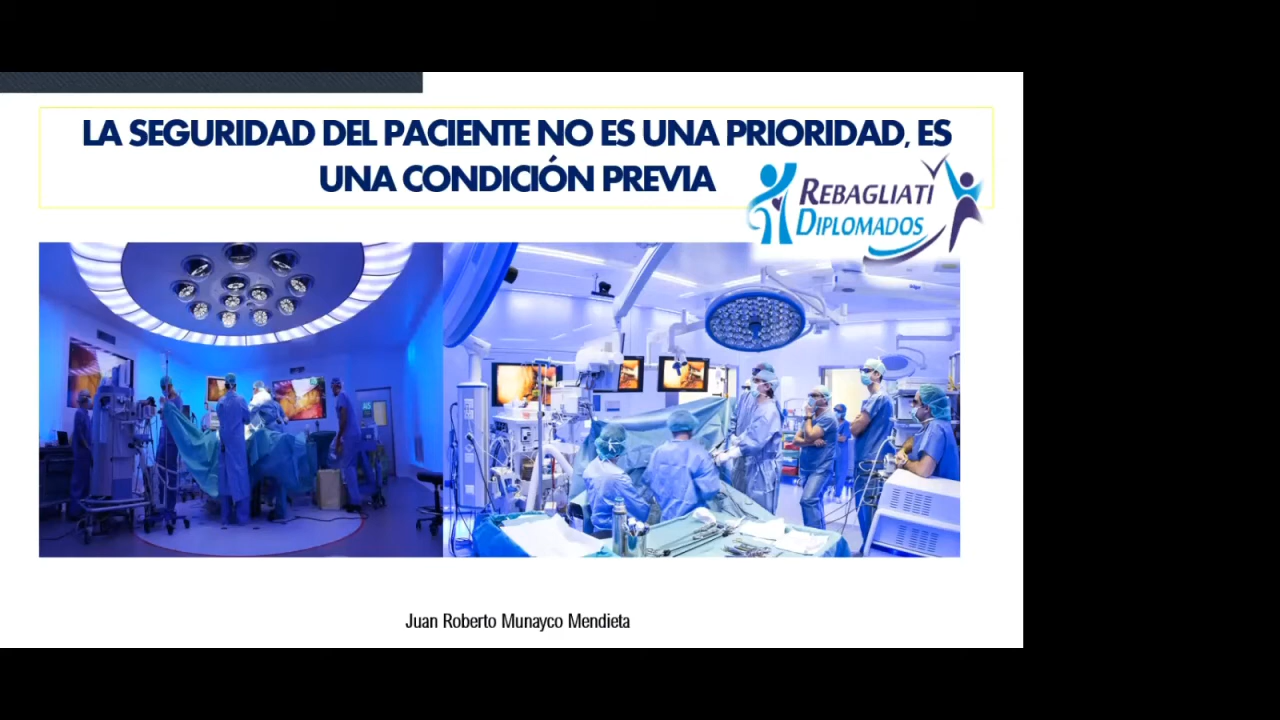 LA SEGURIDAD DEL PACIENTE NO ES UNA PRIORIDAD, ES
UNA CONDICIÓN PREVIA
REBAGLIATI
DIPLOMADOS
Juan Roberto Munayco Mendieta